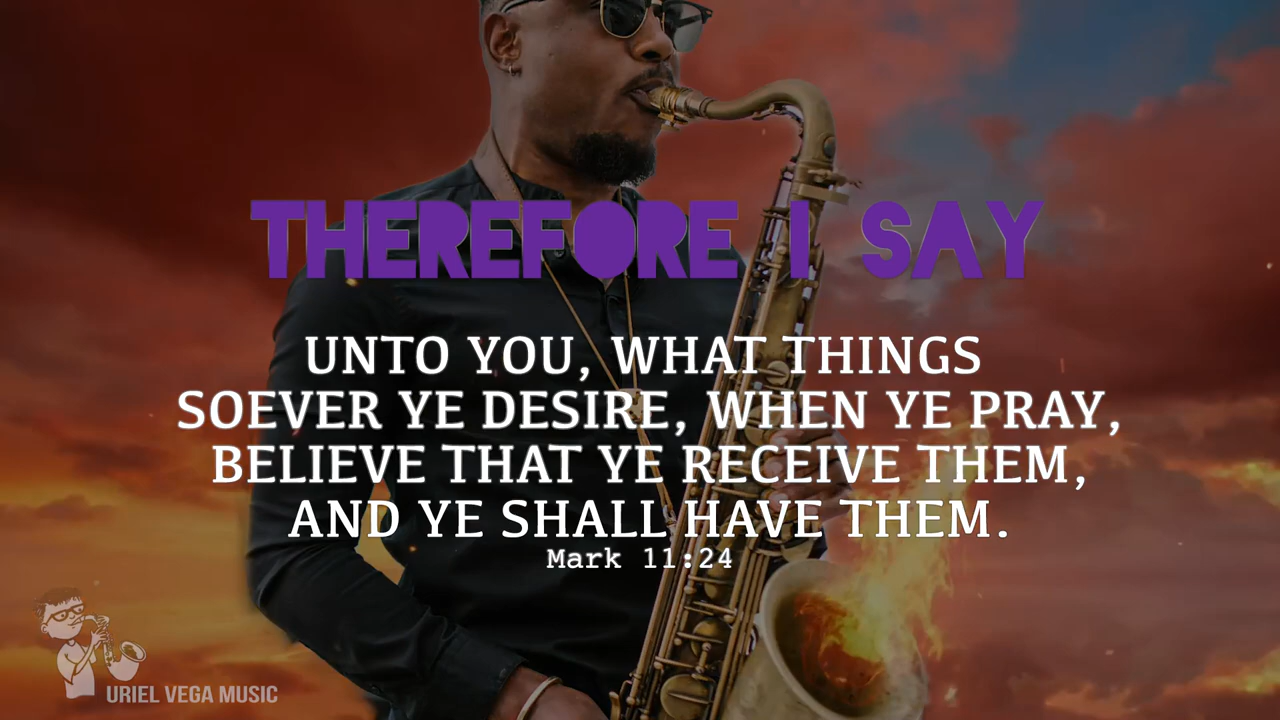 THEREFORE I SAY
UNTO YOU, WHAT THINGS
SOEVER YE DESIRE, WHEN YE PRAY,
BELIEVE THAT YE RECEIVE THEM,
AND YE SHALL HAVE THEM.
Mark 11:24
URIEL VEGA MUSIC